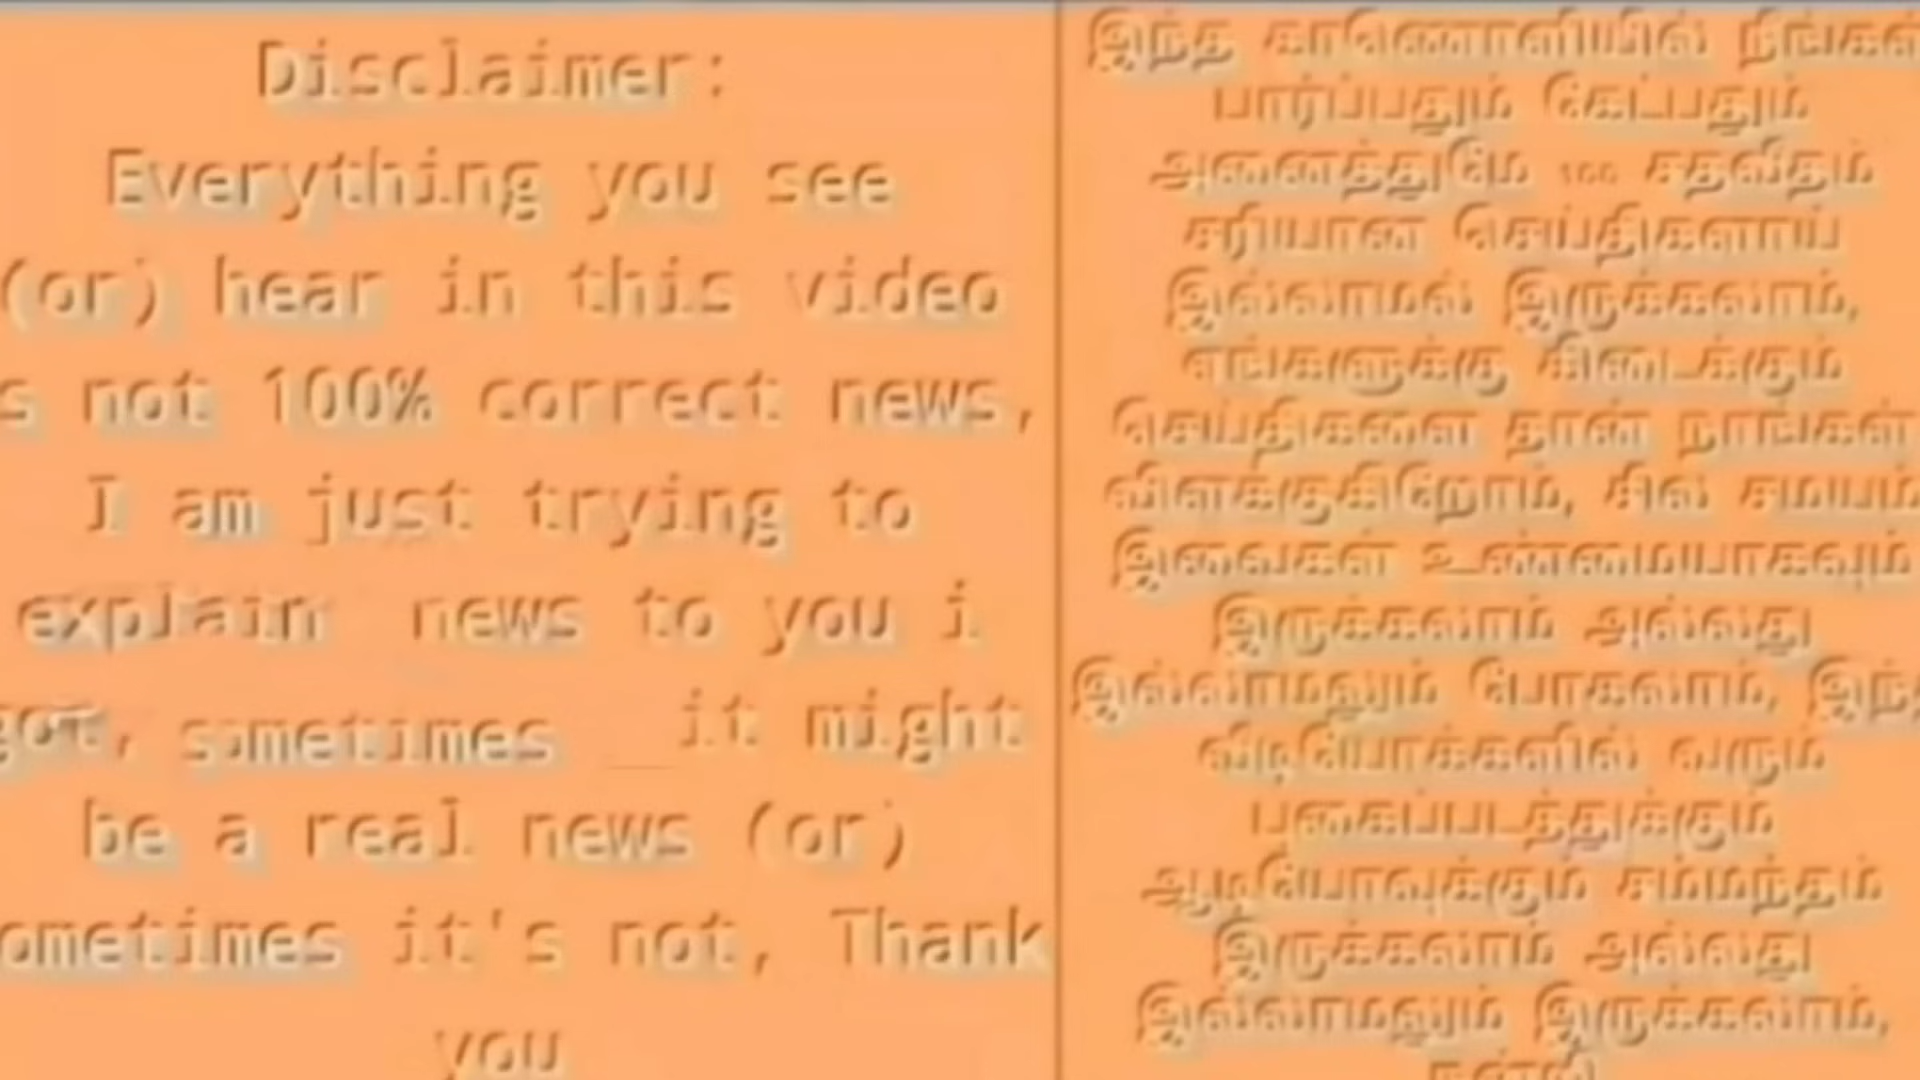 Disclaimer:
Everything you see
(or) hear in this video
s not 100% correct news,
I am just trying to
explain news to you i
got, sometimes _ it might
be a real news (or)
ometimes it's not, Thank
you
இந்த காணொளியில் நீங்கள்
பார்ப்பதும் கேட்பதும்
அனைத்துமே 100 சதவீதம்
சரியான செய்திகளாய்
இல்லாமல் இருக்கலாம்,
எங்களுக்கு கிடைக்கும்
செய்திகளை தான் நாங்கள்
விளக்குகிறோம், சில சமயம்
இவைகள் உண்மையாகவும்
இருக்கலாம் அல்லது
இல்லாமலும் போகலாம், இந்த
வீடியோக்களில் வரும்
புகைப்படத்துக்கும்
ஆடியோவுக்கும் சம்மந்தம்
இருக்கலாம் அல்லது
இல்லாமலும் இருக்கலாம்,
நன்றி